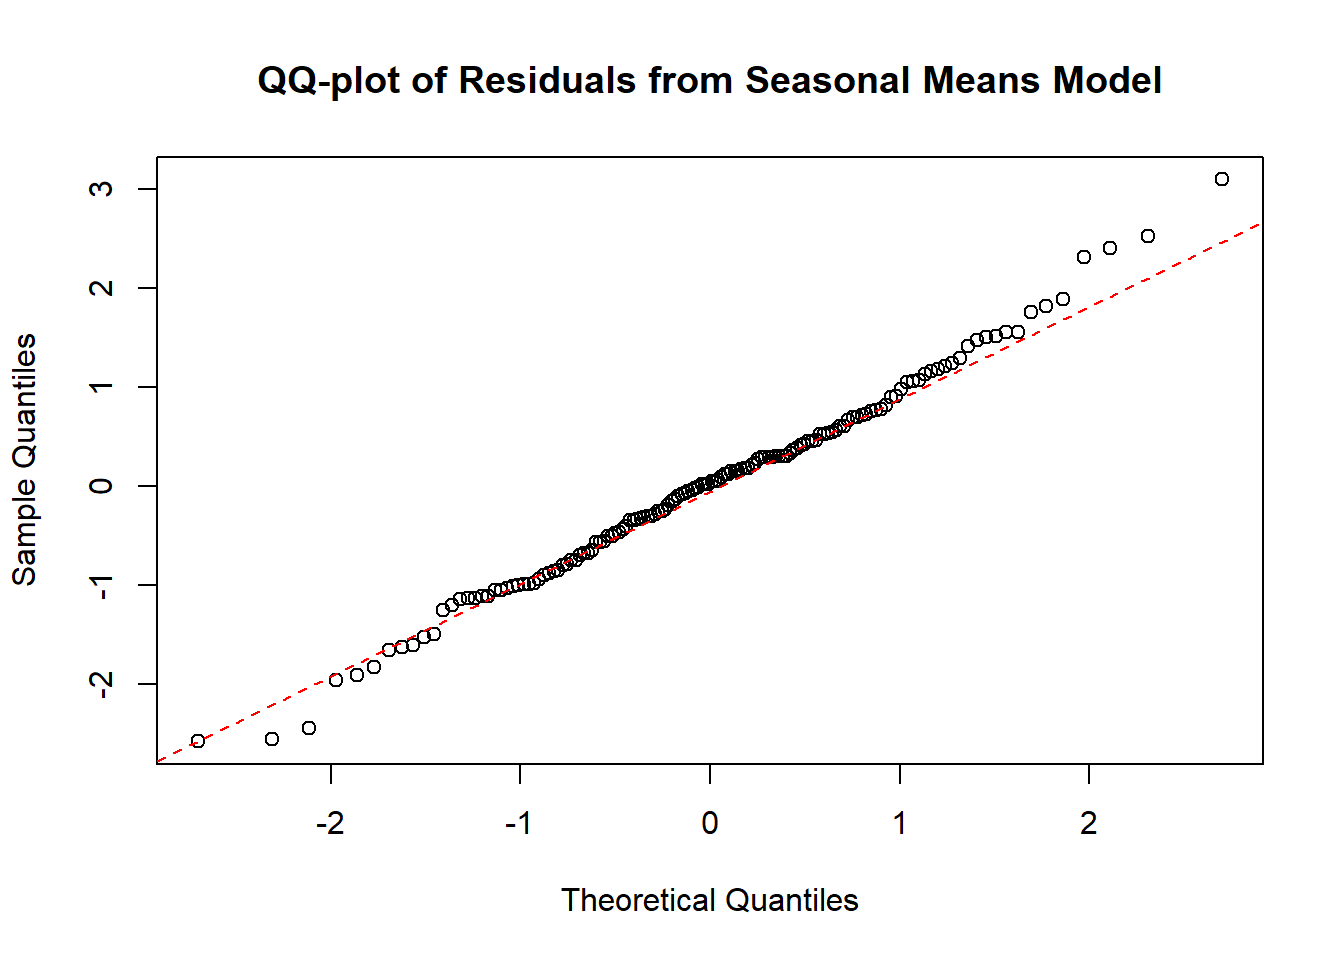 QQ-plot of Residuals from Seasonal Means Model
3
2
1
0
-1
-2
Sample Quantiles
-2 -1 0 1 2
Theoretical Quantiles